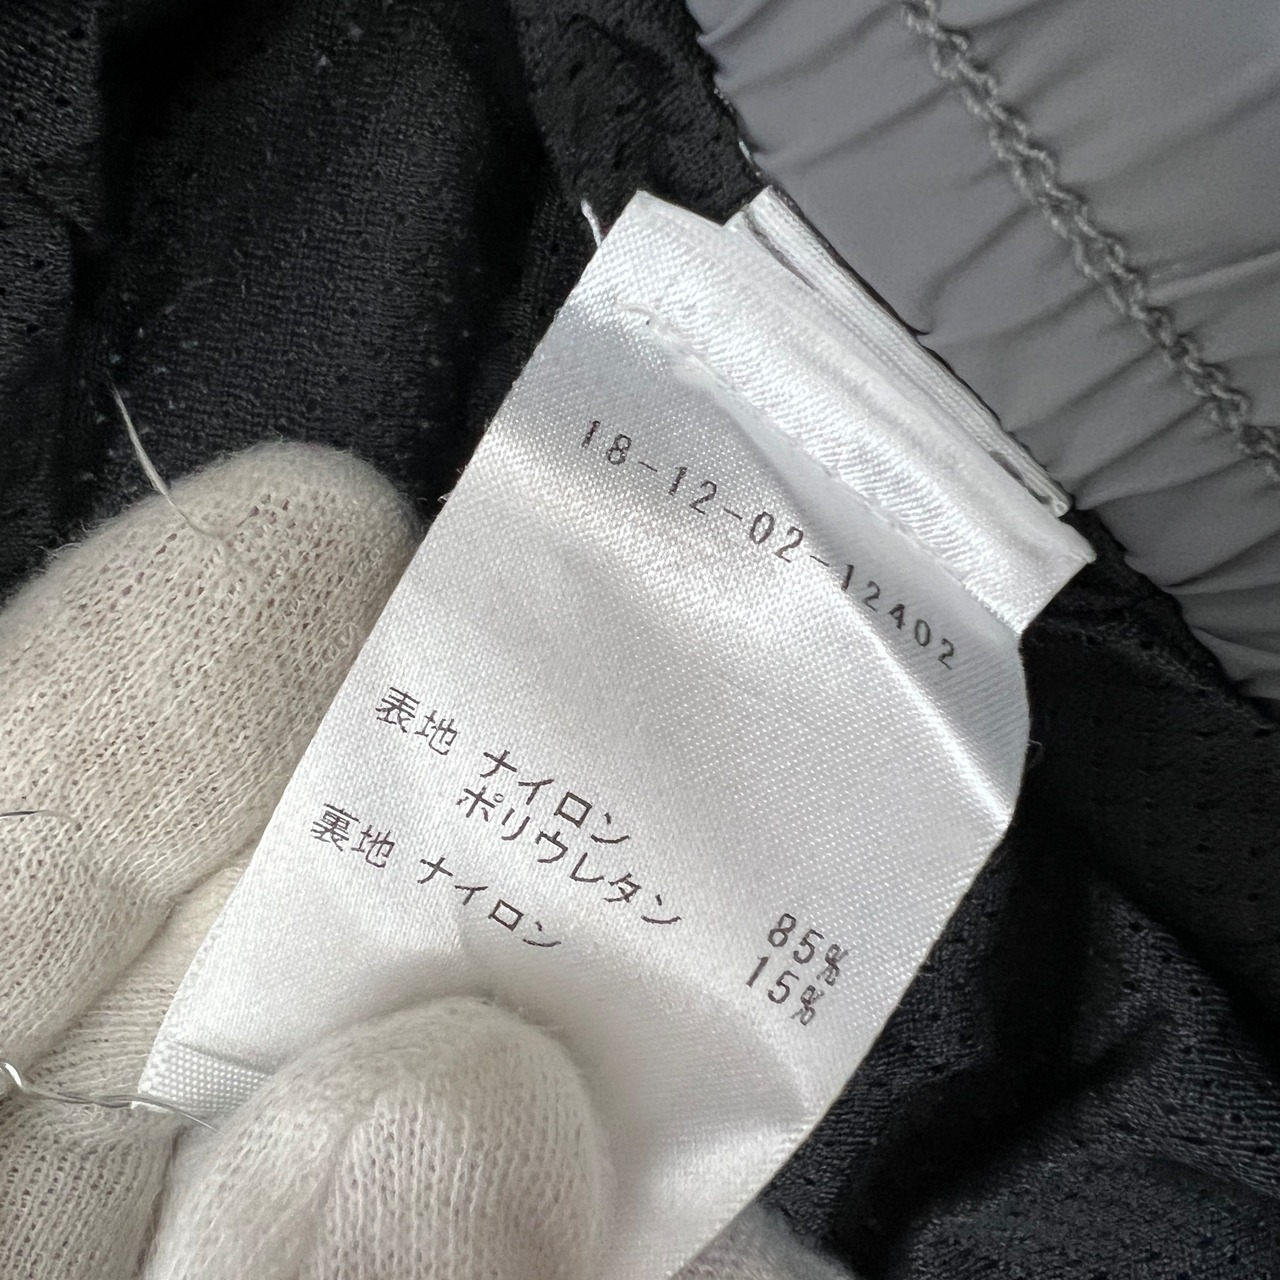 18-12-02-12402
表地 ナイロン 85%
ポリウレタン 15%
裏地 ナイロン